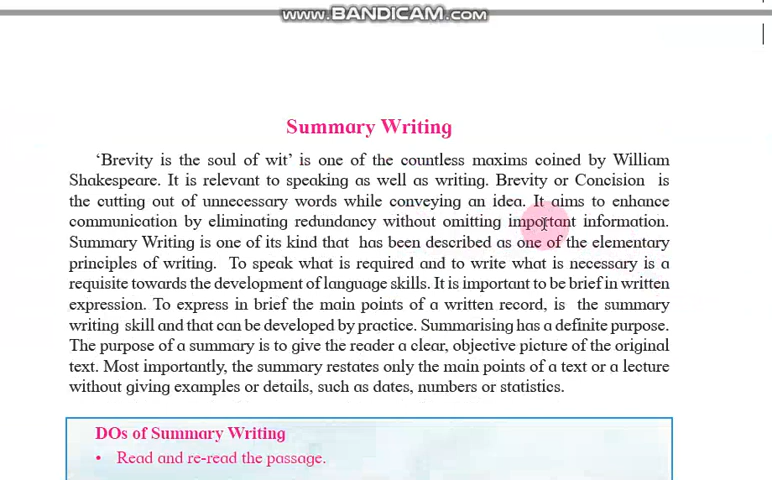 www.BANDICAM.com
Summary Writing
‘Brevity is the soul of wit’ is one of the countless maxims coined by William
Shakespeare. It is relevant to speaking as well as writing. Brevity or Concision is
the cutting out of unnecessary words while conveying an idea. It aims to enhance
communication by eliminating redundancy without omitting important information.
Summary Writing is one of its kind that has been described as one of the elementary
principles of writing. To speak what is required and to write what is necessary is a
requisite towards the development of language skills. It is important to be brief in written
expression. To express in brief the main points of a written record, is the summary
writing skill and that can be developed by practice. Summarising has a definite purpose.
The purpose of a summary is to give the reader a clear, objective picture of the original
text. Most importantly, the summary restates only the main points of a text or a lecture
without giving examples or details, such as dates, numbers or statistics.
DOs of Summary Writing
• Read and re-read the passage.